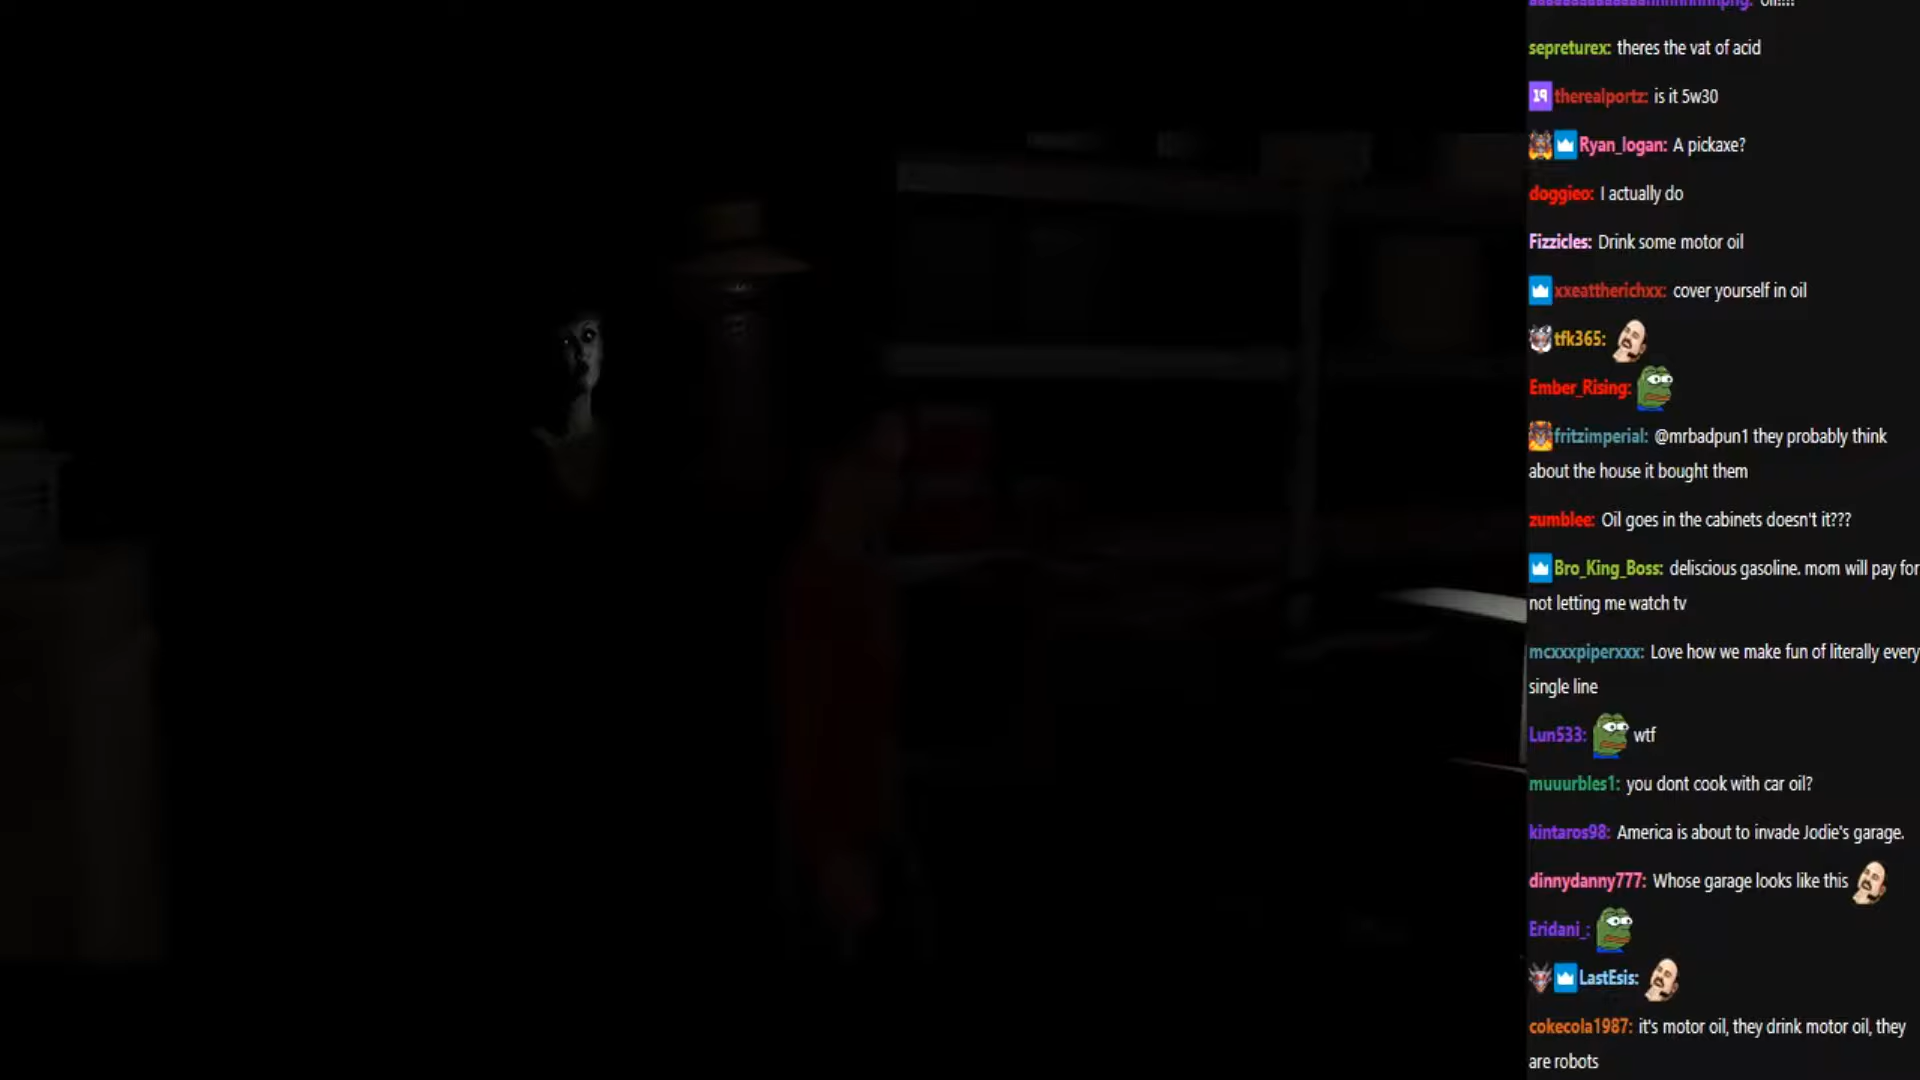 oil!!!!
sepreturex: theres the vat of acid
19 therealportz: is it 5w30
Ryan_logan: A pickaxe?
doggieo: I actually do
Fizzicles: Drink some motor oil
xxeattherichxx: cover yourself in oil
tfk365:
Ember_Rising:
fritzimperial: @mrbadpun1 they probably think
about the house it bought them
zumblee: Oil goes in the cabinets doesn't it???
Bro_King_Boss: deliscious gasoline. mom will pay for
not letting me watch tv
mcxxxpiperxxx: Love how we make fun of literally every
single line
Lun533: wtf
muuurbles1: you dont cook with car oil?
kintaros98: America is about to invade Jodie's garage.
dinnydanny777: Whose garage looks like this
Eridani_:
LastEsis:
cokecola1987: it's motor oil, they drink motor oil, they
are robots